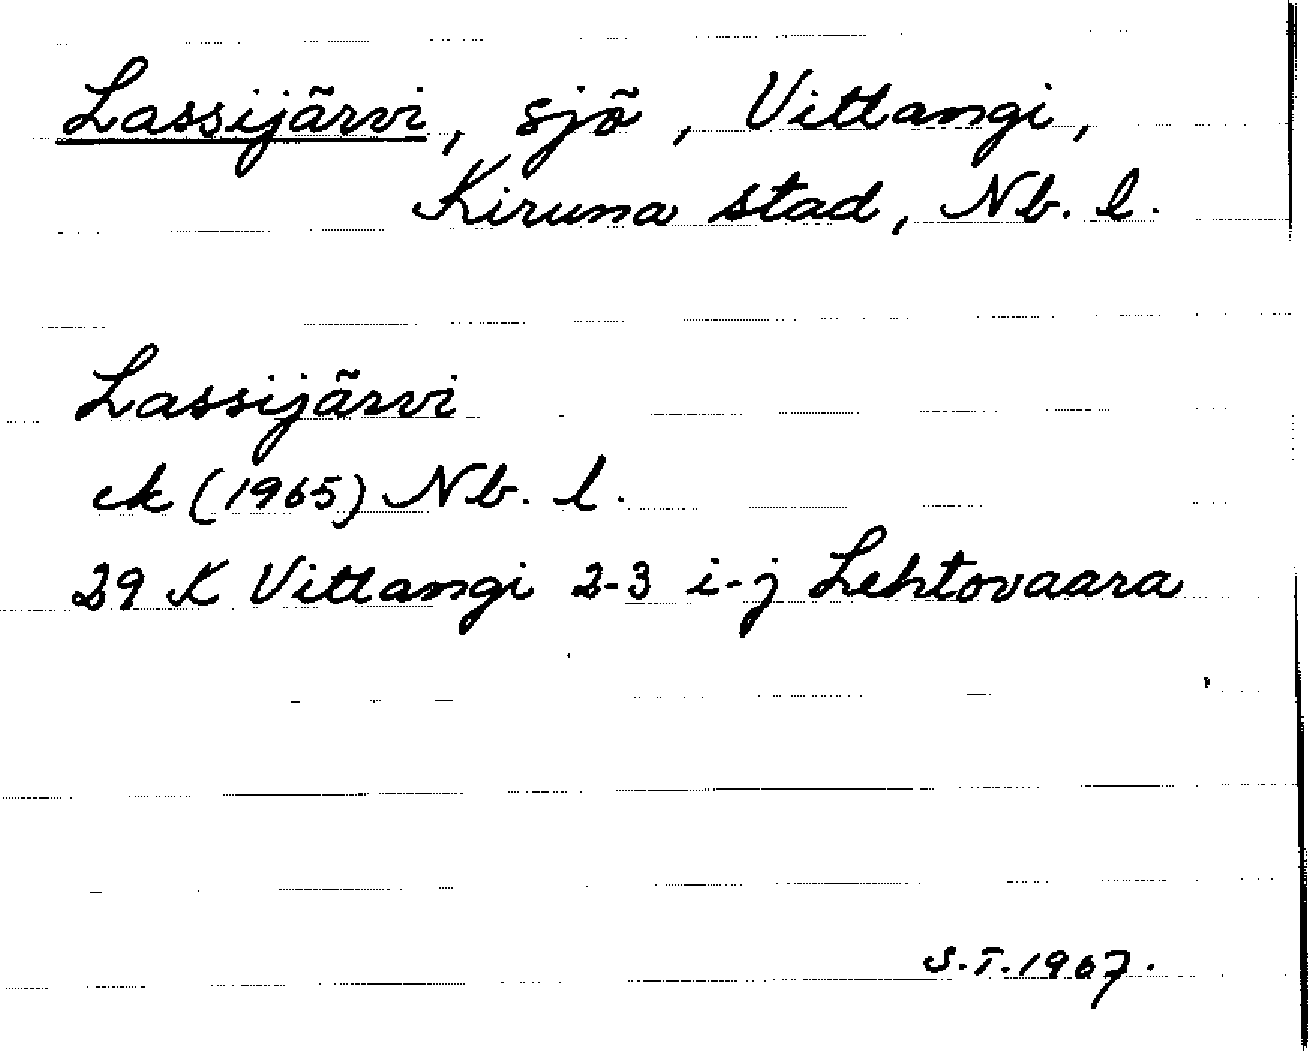 Lassijärvi, sjö, Vittangi,
Kiruna stad, Nb. l.
Lassijärvi
ek (1965) Nb. l.
29 K Vittangi 2-3 i-j Lehtovaara
S.T. 1967.